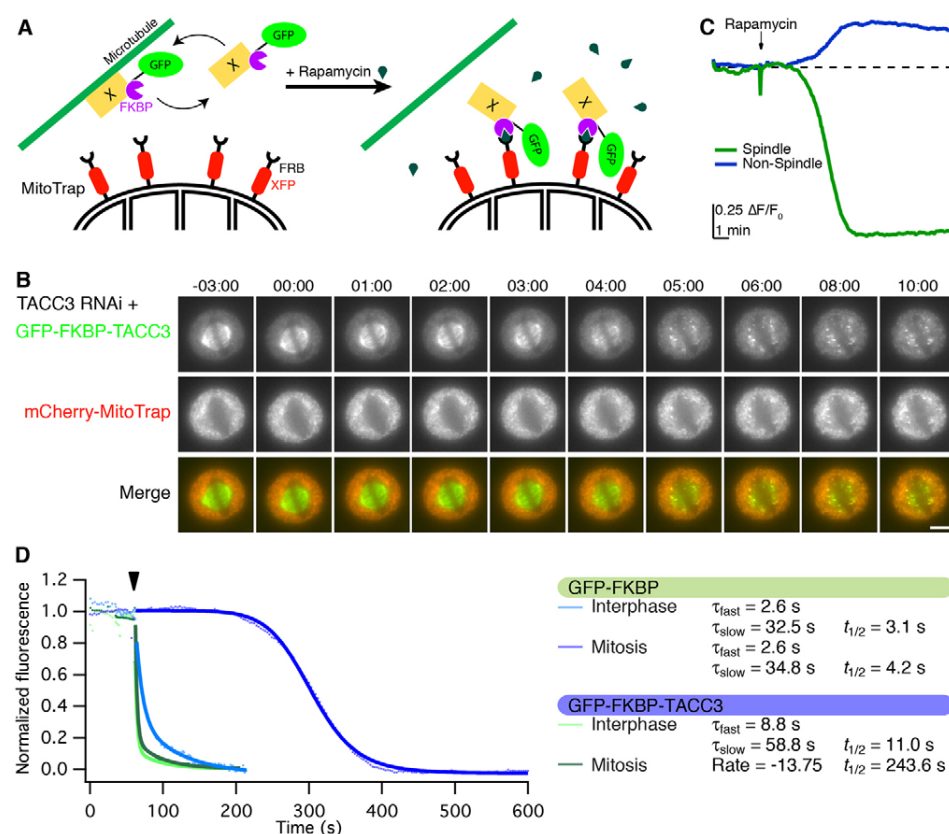 A
Microtubule
GFP
X
FKBP
GFP
X
+ Rapamycin
X
GFP
X
GFP
MitoTrap
FRB
XFP
C
Rapamycin
Spindle
Non-Spindle
0.25 ΔF/F₀
1 min
B
-03:00 00:00 01:00 02:00 03:00 04:00 05:00 06:00 08:00 10:00
TACC3 RNAi +
GFP-FKBP-TACC3
mCherry-MitoTrap
Merge
D
Normalized fluorescence
1.2
1.0
0.8
0.6
0.4
0.2
0.0
0 100 200 300 400 500 600
Time (s)
GFP-FKBP
Interphase τfast = 2.6 s
τslow = 32.5 s t1/2 = 3.1 s
Mitosis τfast = 2.6 s
τslow = 34.8 s t1/2 = 4.2 s
GFP-FKBP-TACC3
Interphase τfast = 8.8 s
τslow = 58.8 s t1/2 = 11.0 s
Mitosis Rate = -13.75 t1/2 = 243.6 s